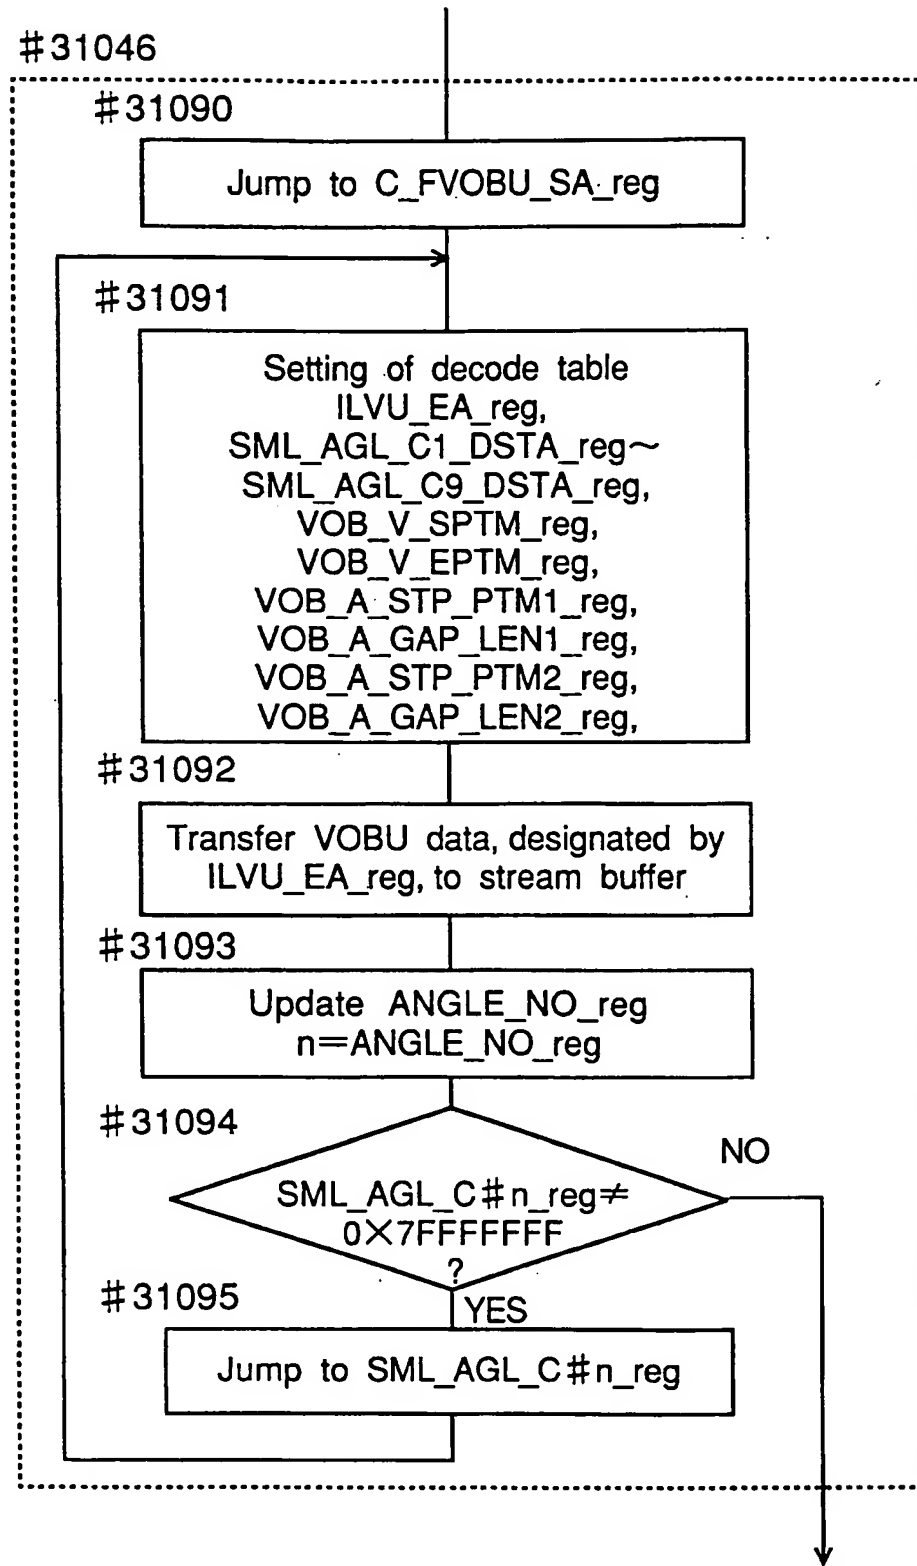 #31046
#31090
Jump to C_FVOBU_SA_reg
#31091
Setting of decode table
ILVU_EA_reg,
SML_AGL_C1_DSTA_reg~
SML_AGL_C9_DSTA_reg,
VOB_V_SPTM_reg,
VOB_V_EPTM_reg,
VOB_A_STP_PTM1_reg,
VOB_A_GAP_LEN1_reg,
VOB_A_STP_PTM2_reg,
VOB_A_GAP_LEN2_reg,
#31092
Transfer VOBU data, designated by
ILVU_EA_reg, to stream buffer
#31093
Update ANGLE_NO_reg
n=ANGLE_NO_reg
#31094
NO
SML_AGL_C#n_reg≠
0X7FFFFFFF
?
#31095
YES
Jump to SML_AGL_C#n_reg